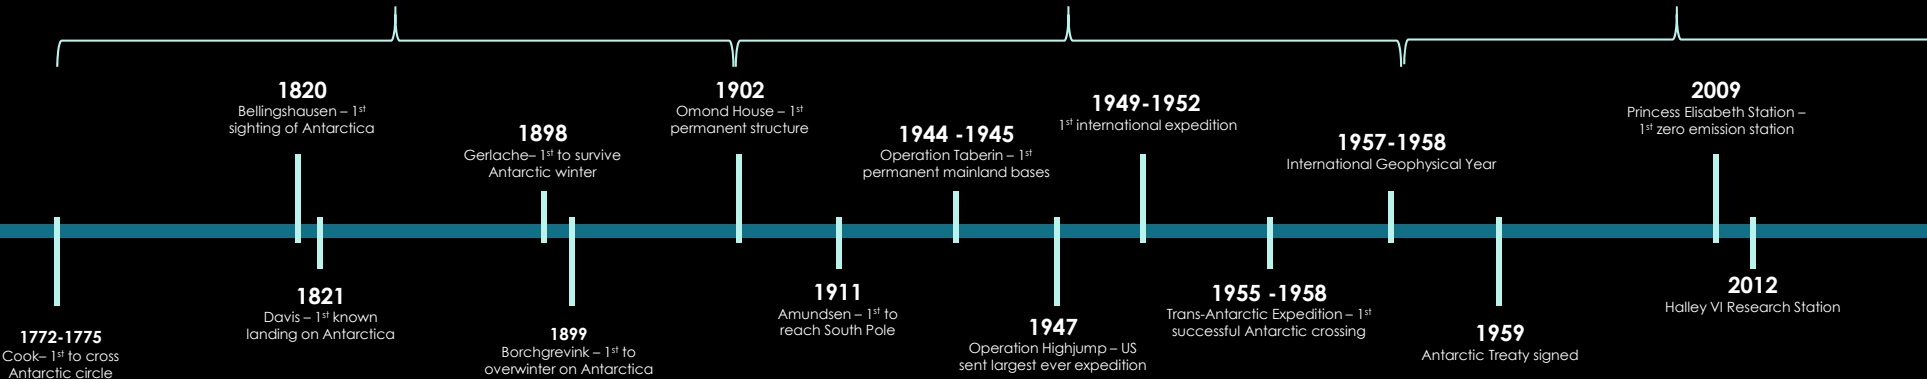 1820
Bellingshausen – 1st
sighting of Antarctica
1898
Gerlache– 1st to survive
Antarctic winter
1902
Omond House – 1st
permanent structure
1944 -1945
Operation Taberin – 1st
permanent mainland bases
1949-1952
1st international expedition
1957-1958
International Geophysical Year
2009
Princess Elisabeth Station –
1st zero emission station
1772-1775
Cook– 1st to cross
Antarctic circle
1821
Davis – 1st known
landing on Antarctica
1899
Borchgrevink – 1st to
overwinter on Antarctica
1911
Amundsen – 1st to
reach South Pole
1947
Operation Highjump – US
sent largest ever expedition
1955 -1958
Trans-Antarctic Expedition – 1st
successful Antarctic crossing
1959
Antarctic Treaty signed
2012
Halley VI Research Station